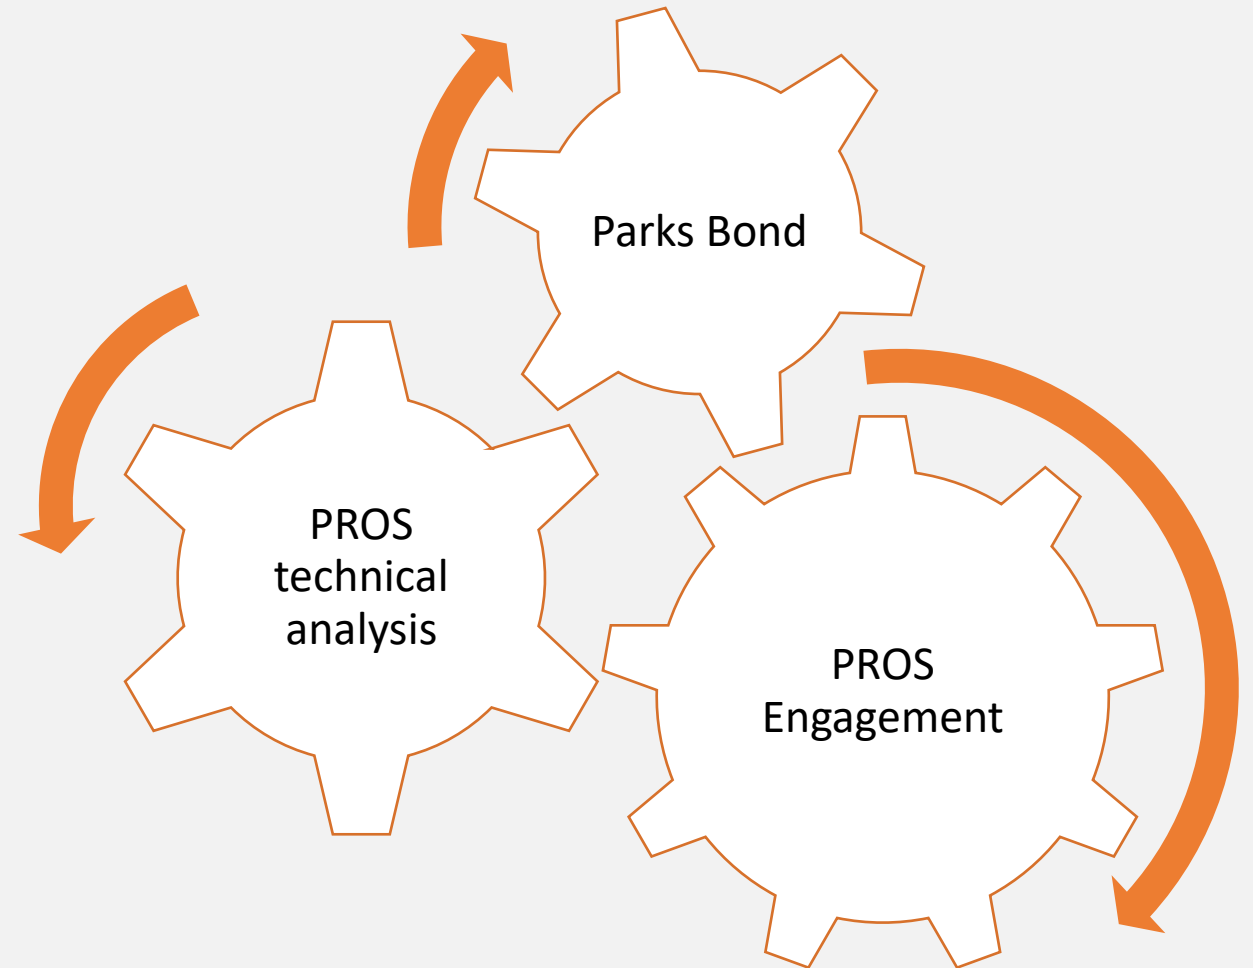 Parks Bond
PROS
technical
analysis
PROS
Engagement